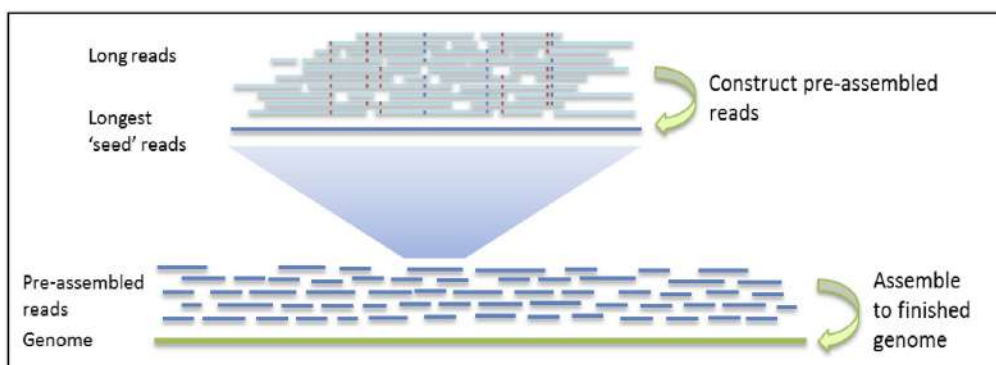 Long reads
Longest
‘seed’ reads
Construct pre-assembled
reads
Pre-assembled
reads
Genome
Assemble
to finished
genome